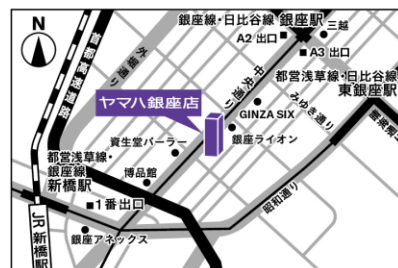 N
銀座線・日比谷線 銀座駅
A2 出口
三越
A3 出口
首都高速道路
外堀通り
中央通り
都営浅草線・日比谷線
東銀座駅
みゆき通り
ヤマハ銀座店
GINZA SIX
銀座ライオン
資生堂パーラー
都営浅草線・
銀座線
新橋駅
博品館
昭和通り
1番出口
銀座アネックス
JR新橋駅